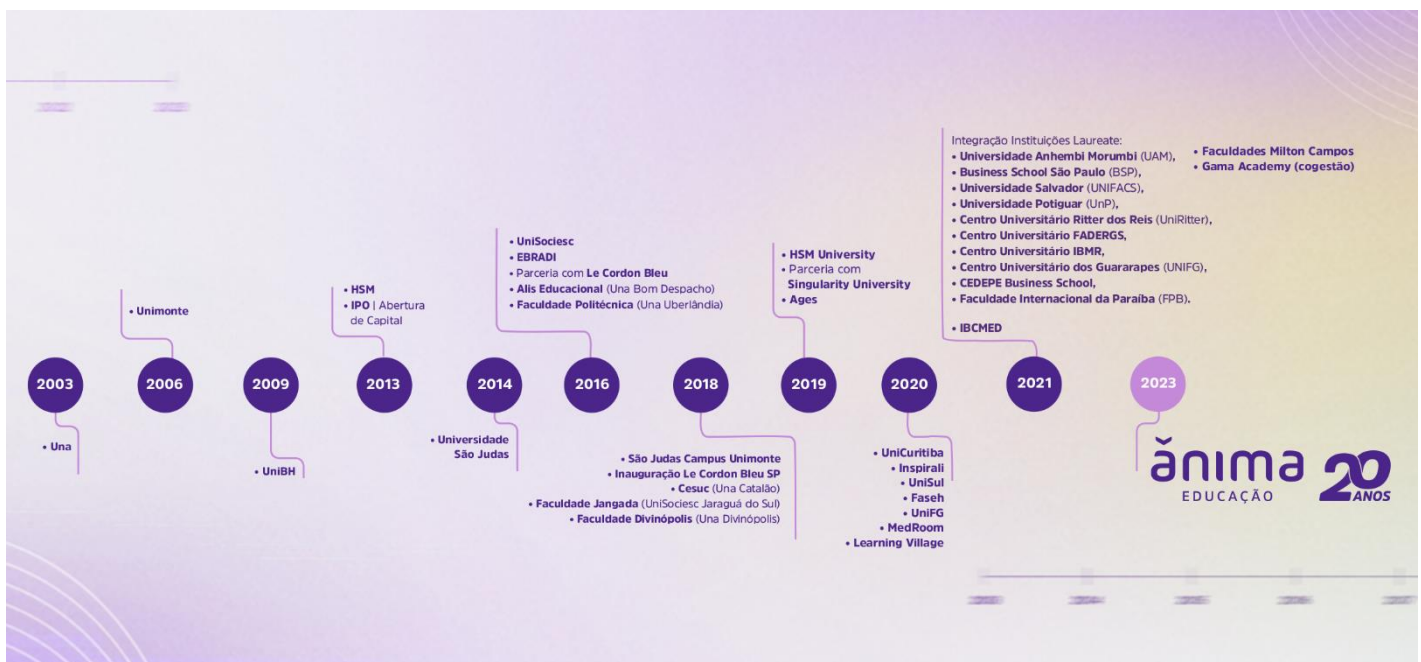 2003
• Una
2006
• Unimonte
2009
• UniBH
2013
• HSM
• IPO | Abertura
de Capital
2014
• Universidade
São Judas
2016
• UniSociesc
• EBRADI
• Parceria com Le Cordon Bleu
• Alis Educacional (Una Bom Despacho)
• Faculdade Politécnica (Una Uberlândia)
2018
• São Judas Campus Unimonte
• Inauguração Le Cordon Bleu SP
• Cesuc (Una Catalão)
• Faculdade Jangada (UniSociesc Jaraguá do Sul)
• Faculdade Divinópolis (Una Divinópolis)
2019
• HSM University
• Parceria com
Singularity University
• Ages
2020
• UniCuritiba
• Inspirali
• UniSul
• Faseh
• UniFG
• MedRoom
• Learning Village
2021
Integração Instituições Laureate:
• Universidade Anhembi Morumbi (UAM),
• Business School São Paulo (BSP),
• Universidade Salvador (UNIFACS),
• Universidade Potiguar (UnP),
• Centro Universitário Ritter dos Reis (UniRitter),
• Centro Universitário FADERGS,
• Centro Universitário IBMR,
• Centro Universitário dos Guararapes (UNIFG),
• CEDEPE Business School,
• Faculdade Internacional da Paraíba (FPB).
• IBCMED
• Faculdades Milton Campos
• Gama Academy (cogestão)
2023
ănima
EDUCAÇÃO
20
ANOS